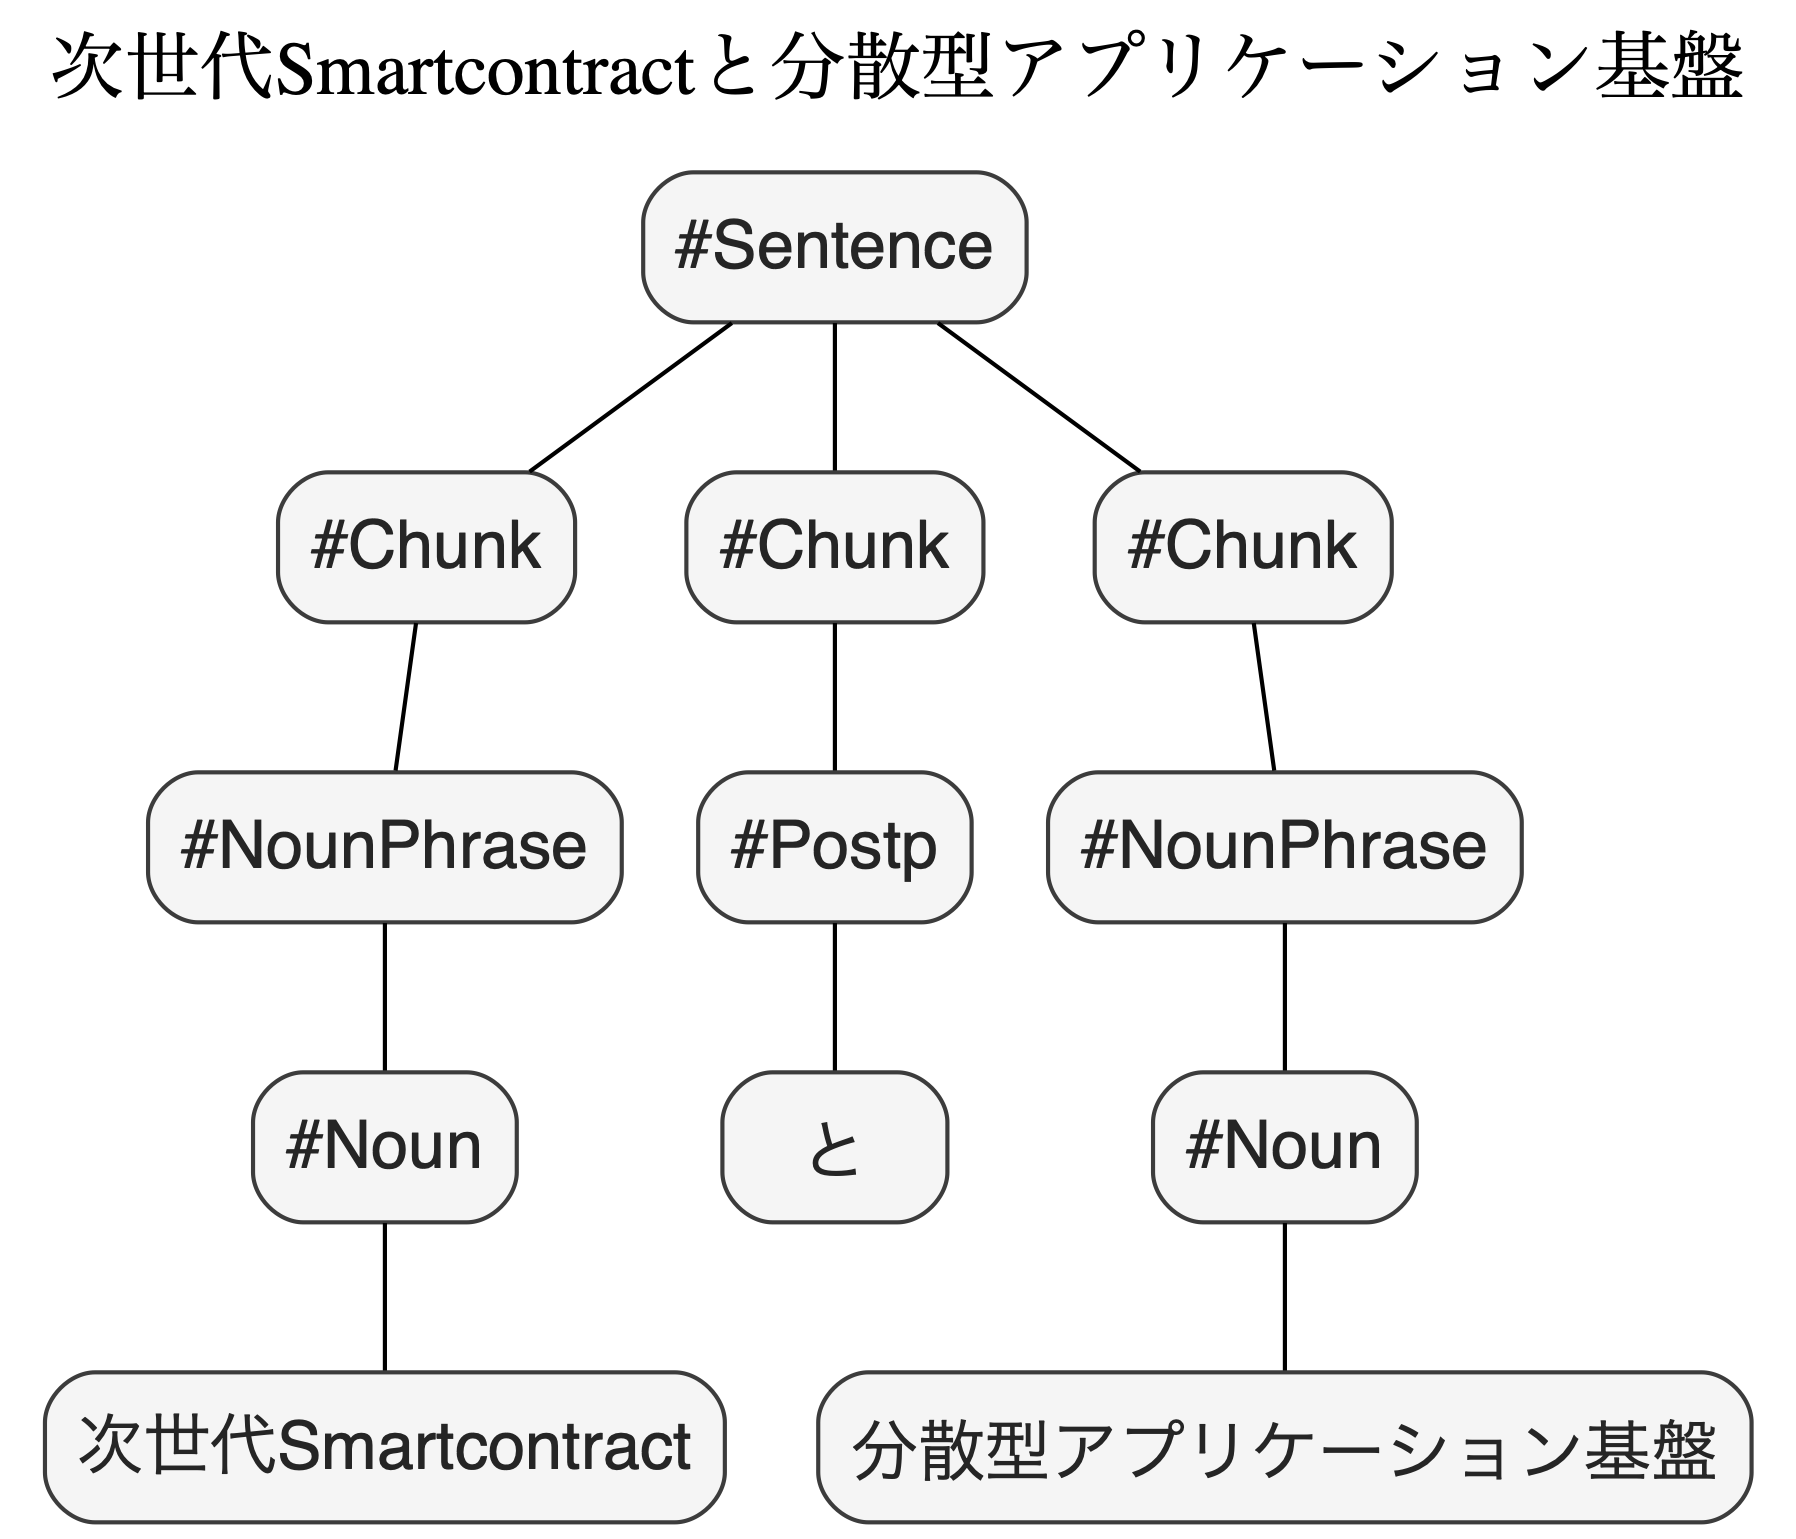 次世代Smartcontractと分散型アプリケーション基盤
#Sentence
#Chunk #Chunk #Chunk
#NounPhrase #Postp #NounPhrase
#Noun と #Noun
次世代Smartcontract 分散型アプリケーション基盤